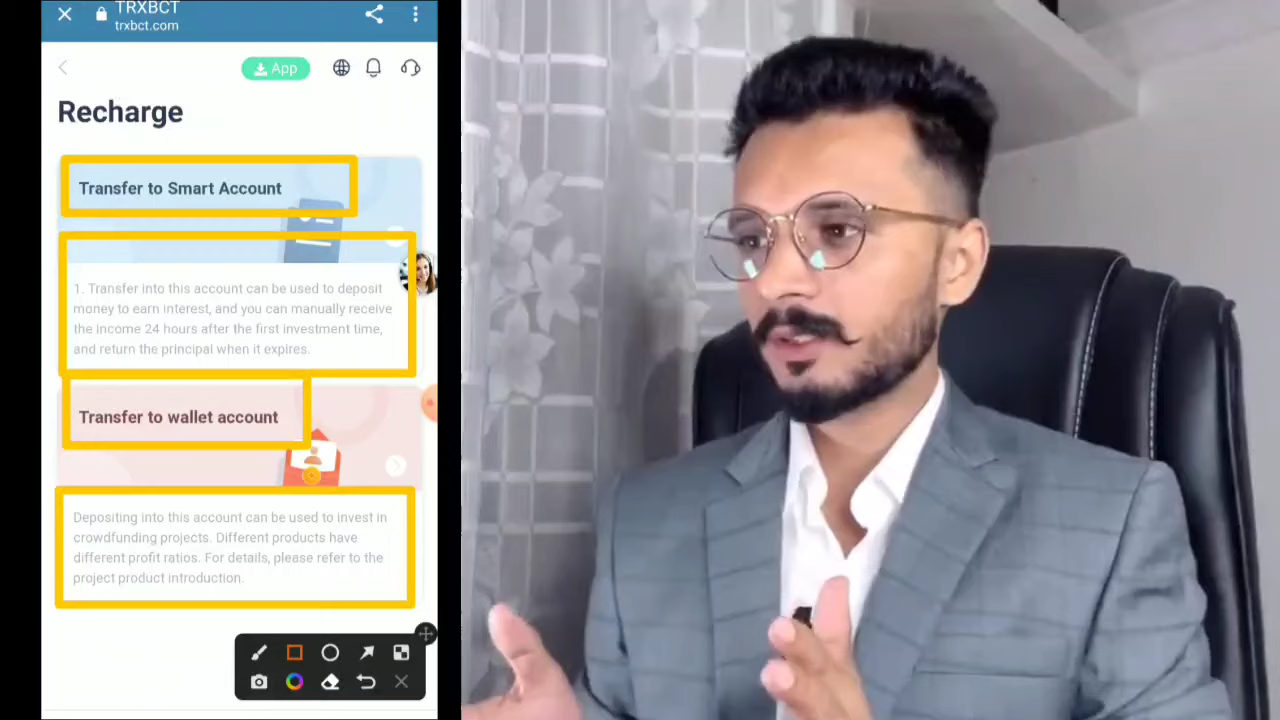 TRXBCT
trxbct.com
App
Recharge
Transfer to Smart Account
1. Transfer into this account can be used to deposit
money to earn interest, and you can manually receive
the income 24 hours after the first investment time,
and return the principal when it expires.
Transfer to wallet account
Depositing into this account can be used to invest in
crowdfunding projects. Different products have
different profit ratios. For details, please refer to the
project product introduction.